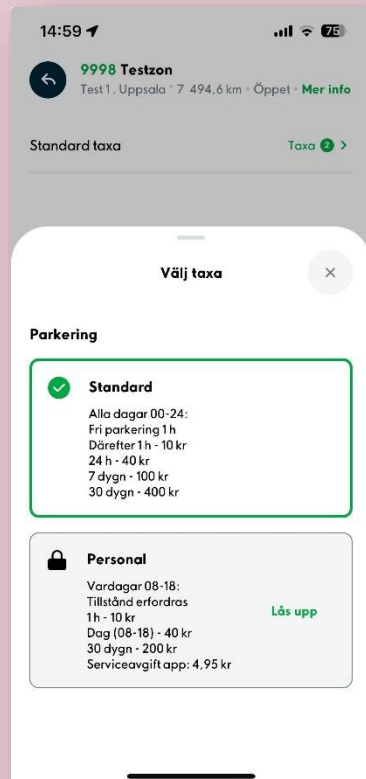 14:59
75
9998 Testzon
Test 1, Uppsala • 7 494,6 km • Öppet • Mer info
Standard taxa
Taxa 2 >
Välj taxa
Parkering
Standard
Alla dagar 00-24:
Fri parkering 1 h
Därefter 1 h - 10 kr
24 h - 40 kr
7 dygn - 100 kr
30 dygn - 400 kr
Personal
Vardagar 08-18:
Tillstånd erfordras
1 h - 10 kr
Dag (08-18) - 40 kr
30 dygn - 200 kr
Serviceavgift app: 4,95 kr
Lås upp